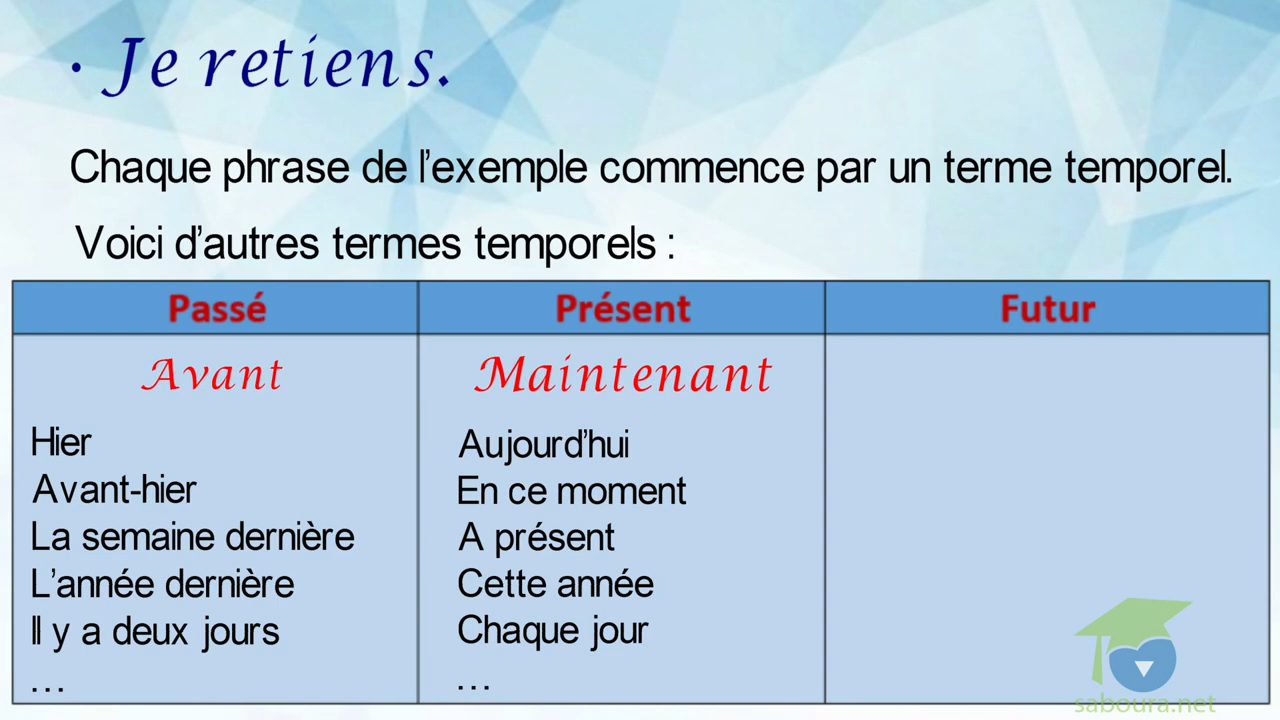 · Je retiens.
Chaque phrase de l’exemple commence par un terme temporel.
Voici d’autres termes temporels :
Passé Présent Futur
Avant Maintenant
Hier Aujourd’hui
Avant-hier En ce moment
La semaine dernière A présent
L’année dernière Cette année
Il y a deux jours Chaque jour
… …
saboura.net